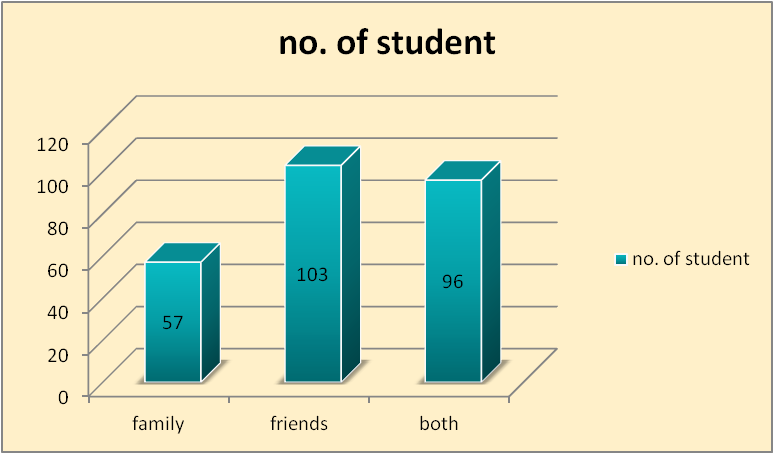 no. of student
120
100
80
60
40
20
0
57
103
96
family
friends
both
no. of student